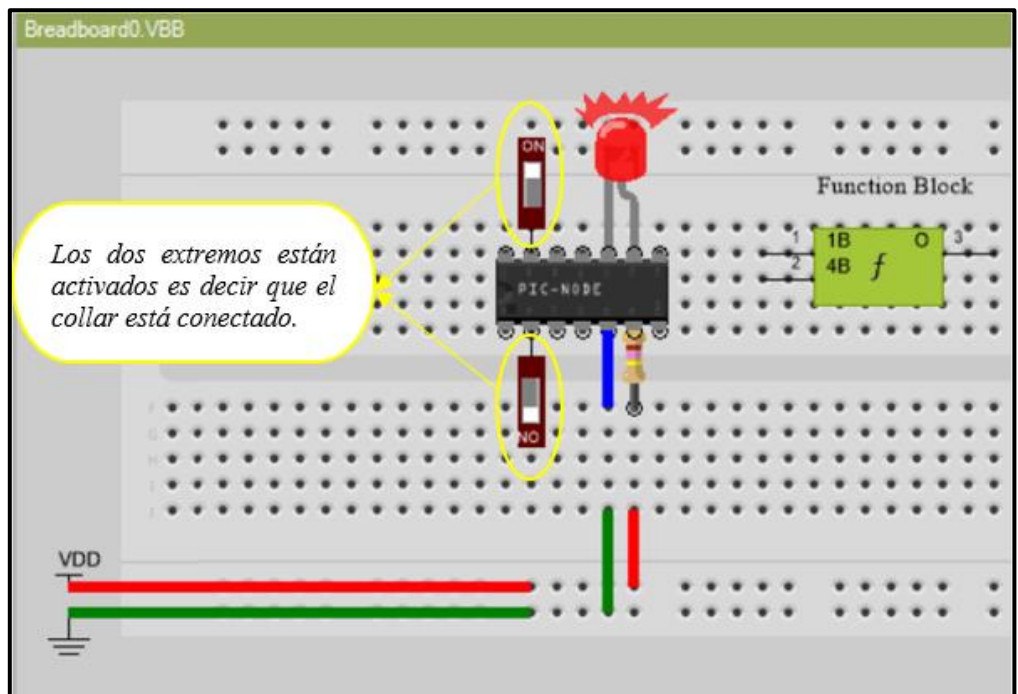 Breadboard0.VBB
ON
Function Block
1 1B O 3
2 4B f
Los dos extremos están
activados es decir que el
collar está conectado.
PIC-NODE
NO
VDD